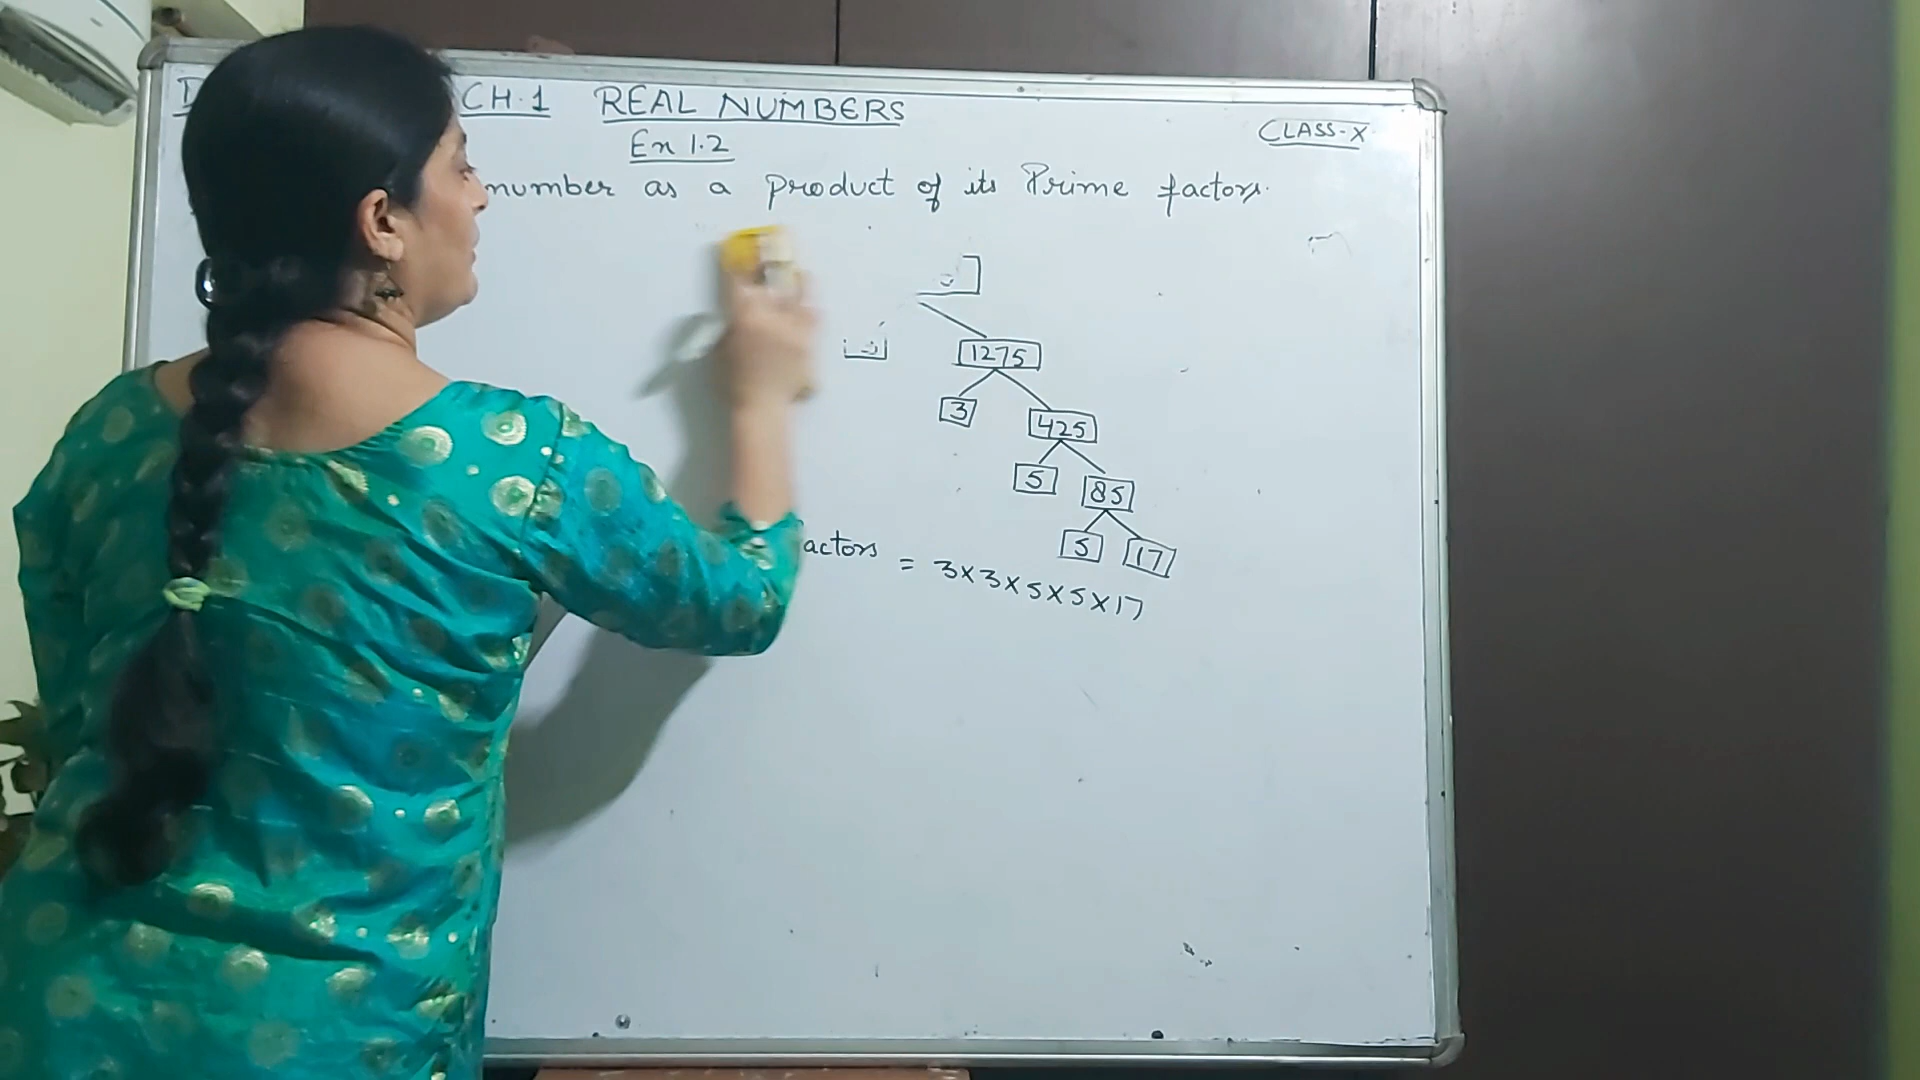 CH.1 REAL NUMBERS
CLASS-X
Ex 1.2
number as a product of its Prime factors.
1275
3 425
5 85
5 17
actors = 3×3×5×5×17